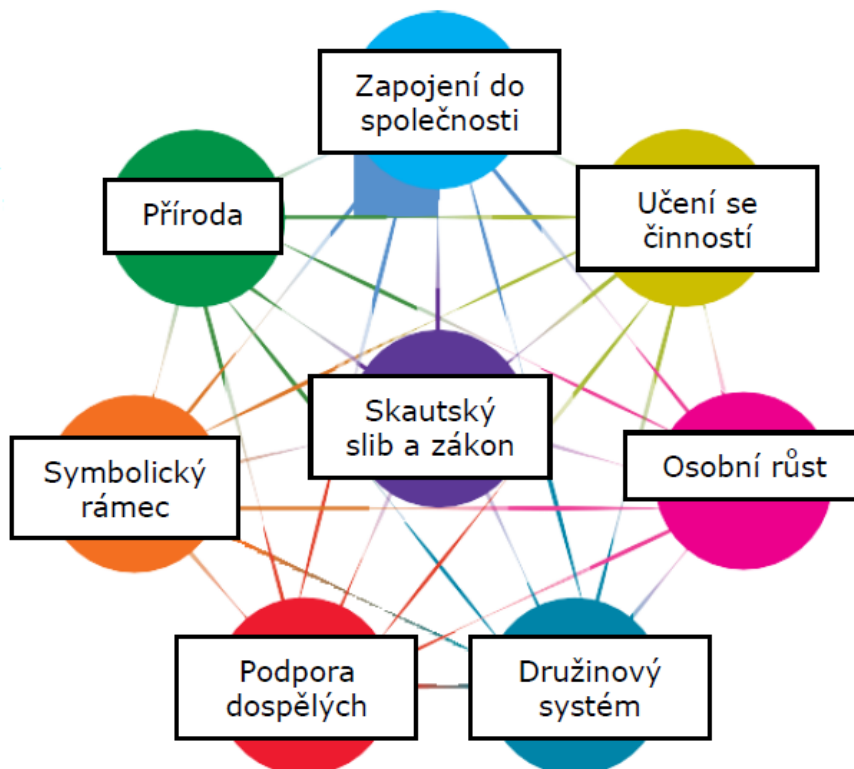 Zapojení do
společnosti
Příroda
Učení se
činností
Skautský
slib a zákon
Symbolický
rámec
Osobní růst
Podpora
dospělých
Družinový
systém